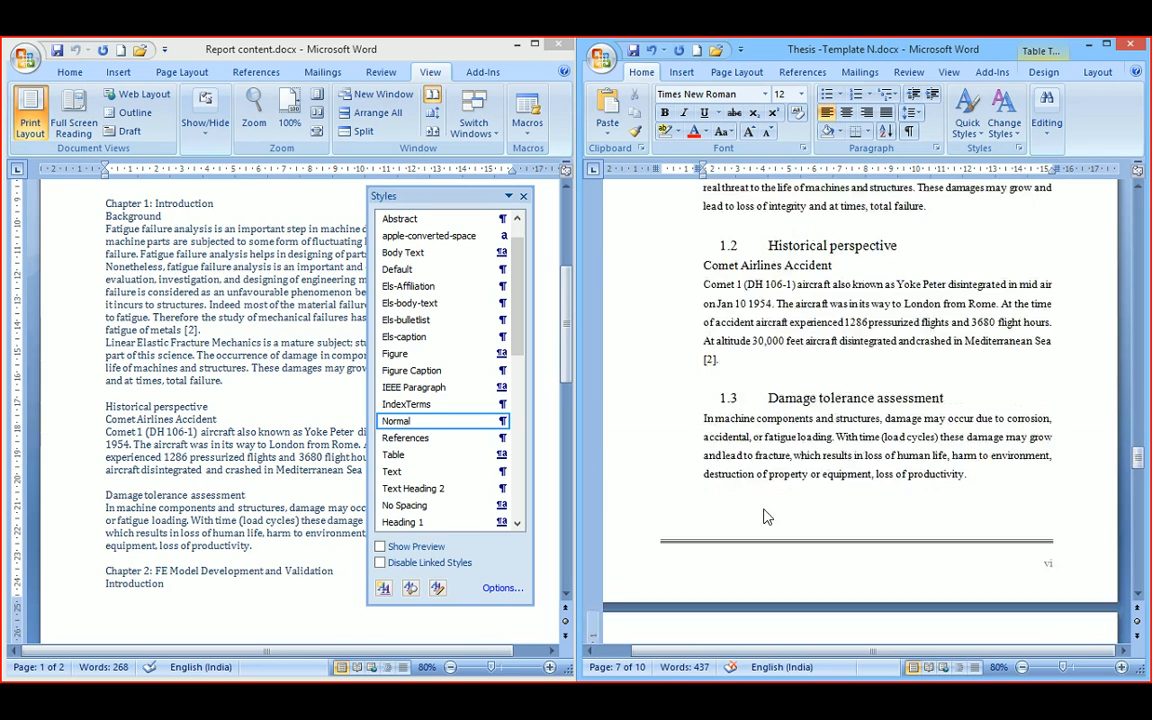 Report content.docx - Microsoft Word
Home Insert Page Layout References Mailings Review View Add-Ins
Print Layout
Full Screen Reading
Web Layout
Outline
Draft
Document Views
Show/Hide
Zoom
100%
Zoom
New Window
Arrange All
Split
Switch Windows
Window
Macros
Macros
Chapter 1: Introduction
Background
Fatigue failure analysis is an important step in machine d
machine parts are subjected to some form of fluctuating l
failure. Fatigue failure analysis helps in designing of parts
Nonetheless, fatigue failure analysis is an important and
evaluation, investigation, and designing of engineering m
failure is considered as an unfavourable phenomenon be
it incurs to structures. Indeed most of the material failure
to fatigue. Therefore the study of mechanical failures has
fatigue of metals [2].
Linear Elastic Fracture Mechanics is a mature subject: stu
part of this science. The occurrence of damage in compo
life of machines and structures. These damages may grow
and at times, total failure.
Historical perspective
Comet Airlines Accident
Comet 1 (DH 106-1) aircraft also known as Yoke Peter di
1954. The aircraft was in its way to London from Rome. A
experienced 1286 pressurized flights and 3680 flight hours
aircraft disintegrated and crashed in Mediterranean Sea
Damage tolerance assessment
In machine components and structures, damage may occ
or fatigue loading. With time (load cycles) these damage
which results in loss of human life, harm to environment,
equipment, loss of productivity.
Chapter 2: FE Model Development and Validation
Introduction
Styles
Abstract
apple-converted-space
Body Text
Default
Els-Affiliation
Els-body-text
Els-bulletlist
Els-caption
Figure
Figure Caption
IEEE Paragraph
IndexTerms
Normal
References
Table
Text
Text Heading 2
No Spacing
Heading 1
Show Preview
Disable Linked Styles
Options...
Page: 1 of 2 Words: 268 English (India) 80%
Thesis -Template N.docx - Microsoft Word
Table T...
Home Insert Page Layout References Mailings Review View Add-Ins Design Layout
Paste
Clipboard
Times New Roman 12
Font
Paragraph
Quick Styles
Change Styles
Styles
Editing
real threat to the life of machines and structures. These damages may grow and
lead to loss of integrity and at times, total failure.
1.2 Historical perspective
Comet Airlines Accident
Comet 1 (DH 106-1) aircraft also known as Yoke Peter disintegrated in mid air
on Jan 10 1954. The aircraft was in its way to London from Rome. At the time
of accident aircraft experienced 1286 pressurized flights and 3680 flight hours.
At altitude 30,000 feet aircraft disintegrated and crashed in Mediterranean Sea
[2].
1.3 Damage tolerance assessment
In machine components and structures, damage may occur due to corrosion,
accidental, or fatigue loading. With time (load cycles) these damage may grow
and lead to fracture, which results in loss of human life, harm to environment,
destruction of property or equipment, loss of productivity.
vi
Page: 7 of 10 Words: 437 English (India) 80%